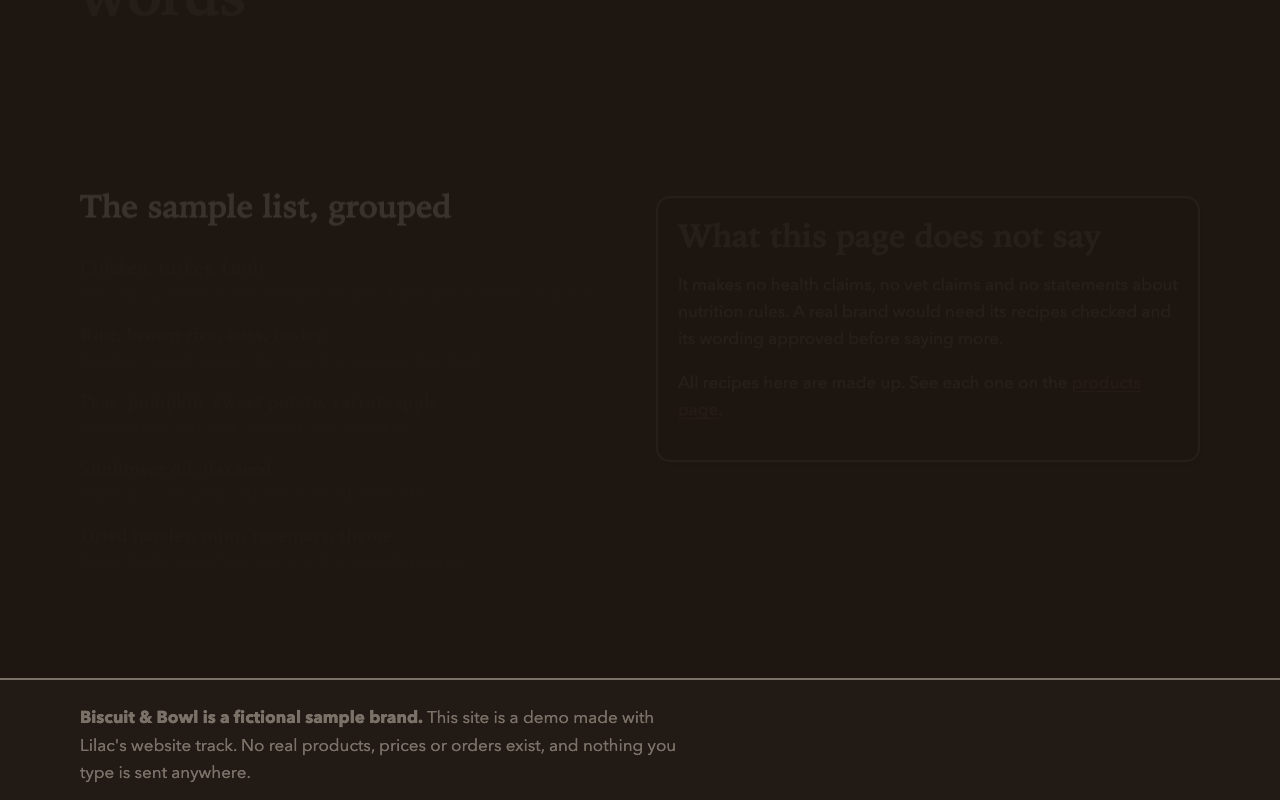 words
The sample list, grouped
What this page does not say
It makes no health claims, no vet claims and no statements about
nutrition rules. A real brand would need its recipes checked and
its wording approved before saying more.
All recipes here are made up. See each one on the products
page.
Biscuit & Bowl is a fictional sample brand. This site is a demo made with
Lilac's website track. No real products, prices or orders exist, and nothing you
type is sent anywhere.